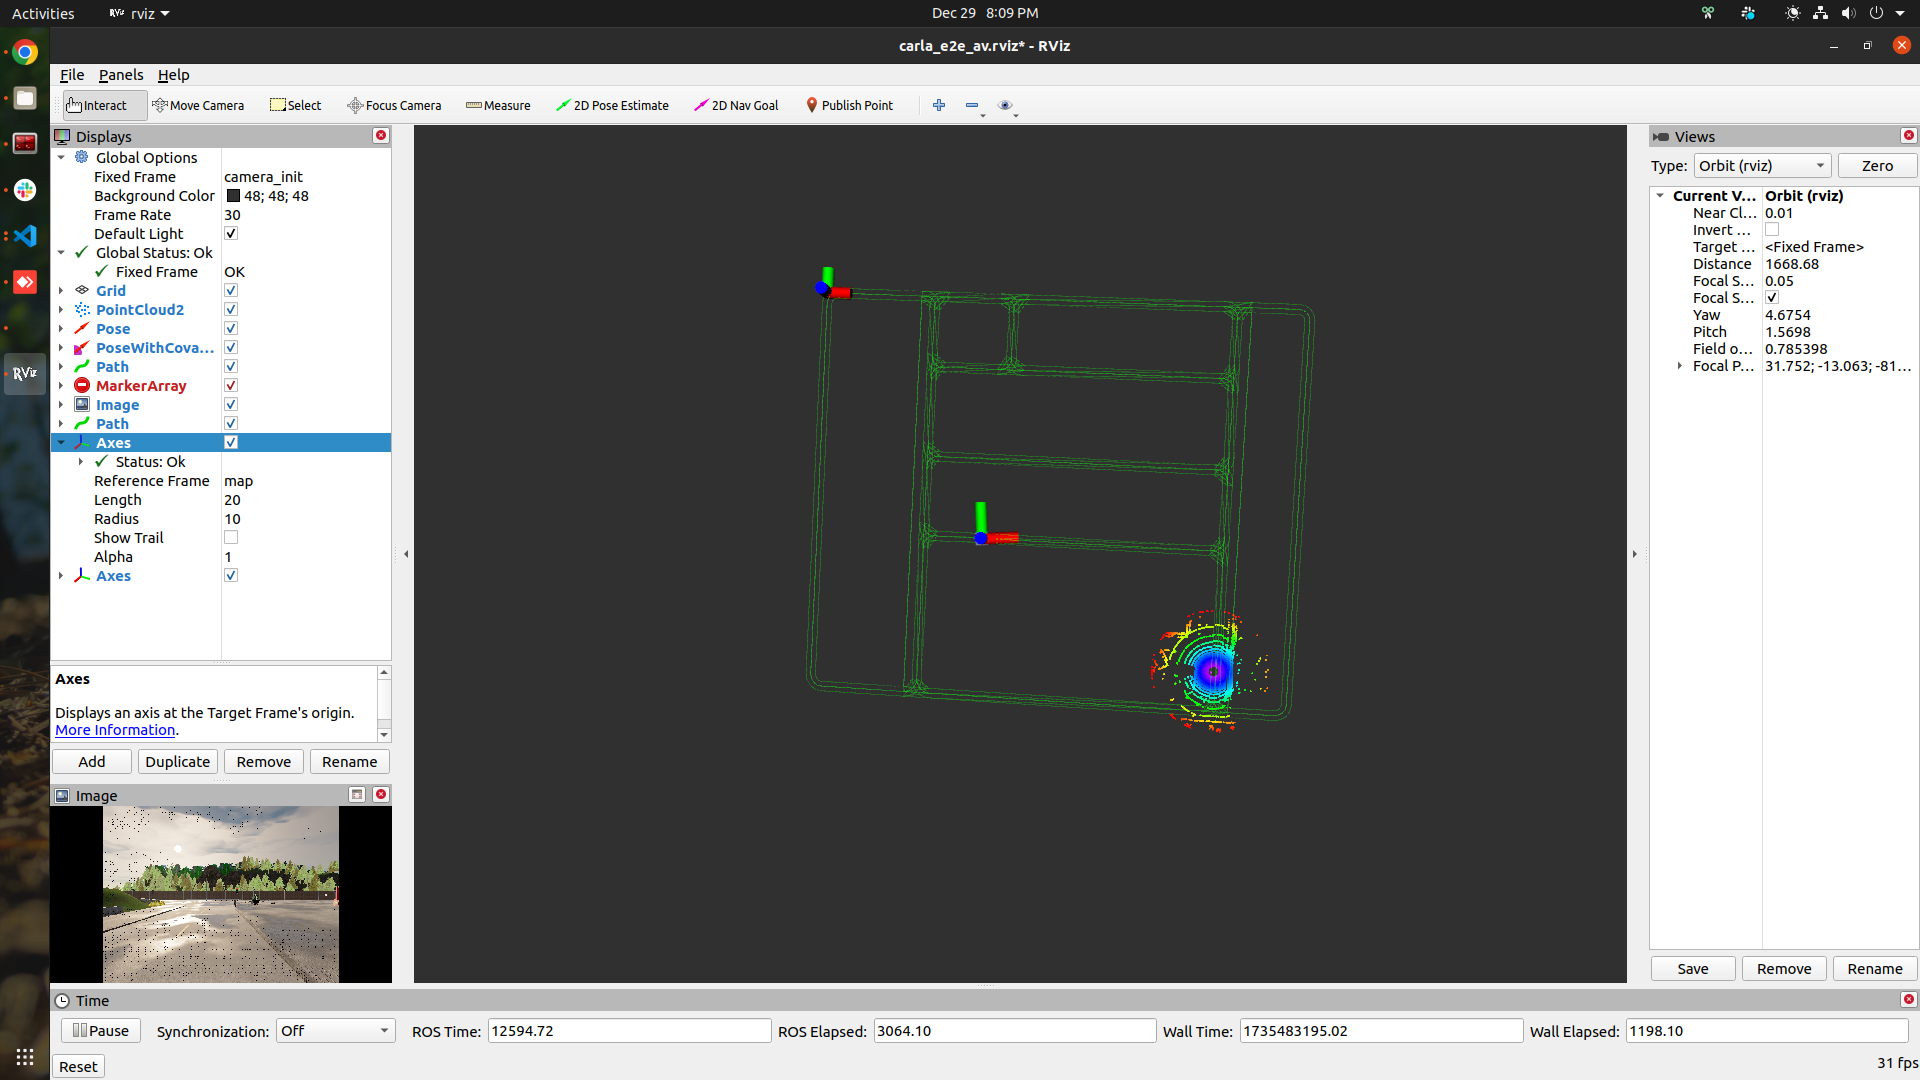 Activities
RViz rviz
Dec 29 8:09 PM
carla_e2e_av.rviz* - RViz
File Panels Help
Interact Move Camera Select Focus Camera Measure 2D Pose Estimate 2D Nav Goal Publish Point
Displays
Global Options
Fixed Frame camera_init
Background Color 48; 48; 48
Frame Rate 30
Default Light
Global Status: Ok
Fixed Frame OK
Grid
PointCloud2
Pose
PoseWithCova...
Path
MarkerArray
Image
Path
Axes
Status: Ok
Reference Frame map
Length 20
Radius 10
Show Trail
Alpha 1
Axes
Axes
Displays an axis at the Target Frame's origin.
More Information.
Add Duplicate Remove Rename
Image
RViz
Views
Type: Orbit (rviz) Zero
Current V... Orbit (rviz)
Near Cl... 0.01
Invert ...
Target ... <Fixed Frame>
Distance 1668.68
Focal S... 0.05
Focal S...
Yaw 4.6754
Pitch 1.5698
Field o... 0.785398
Focal P... 31.752; -13.063; -81...
Save Remove Rename
Time
Pause Synchronization: Off ROS Time: 12594.72 ROS Elapsed: 3064.10 Wall Time: 1735483195.02 Wall Elapsed: 1198.10
Reset
31 fps